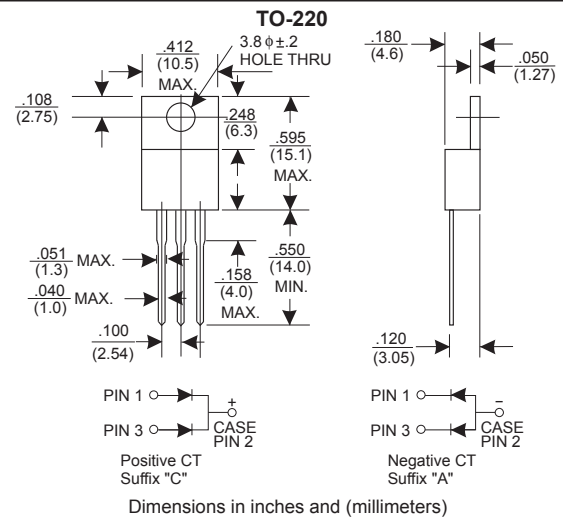 TO-220
.412
(10.5)
MAX.
3.8 ϕ±.2
HOLE THRU
.108
(2.75)
.248
(6.3)
.595
(15.1)
MAX.
.051
(1.3)
MAX.
.040
(1.0)
MAX.
.158
(4.0)
MAX.
.550
(14.0)
MIN.
.100
(2.54)
.180
(4.6)
.050
(1.27)
.120
(3.05)
PIN 1
PIN 3
+
CASE
PIN 2
Positive CT
Suffix "C"
PIN 1
PIN 3
−
CASE
PIN 2
Negative CT
Suffix "A"
Dimensions in inches and (millimeters)